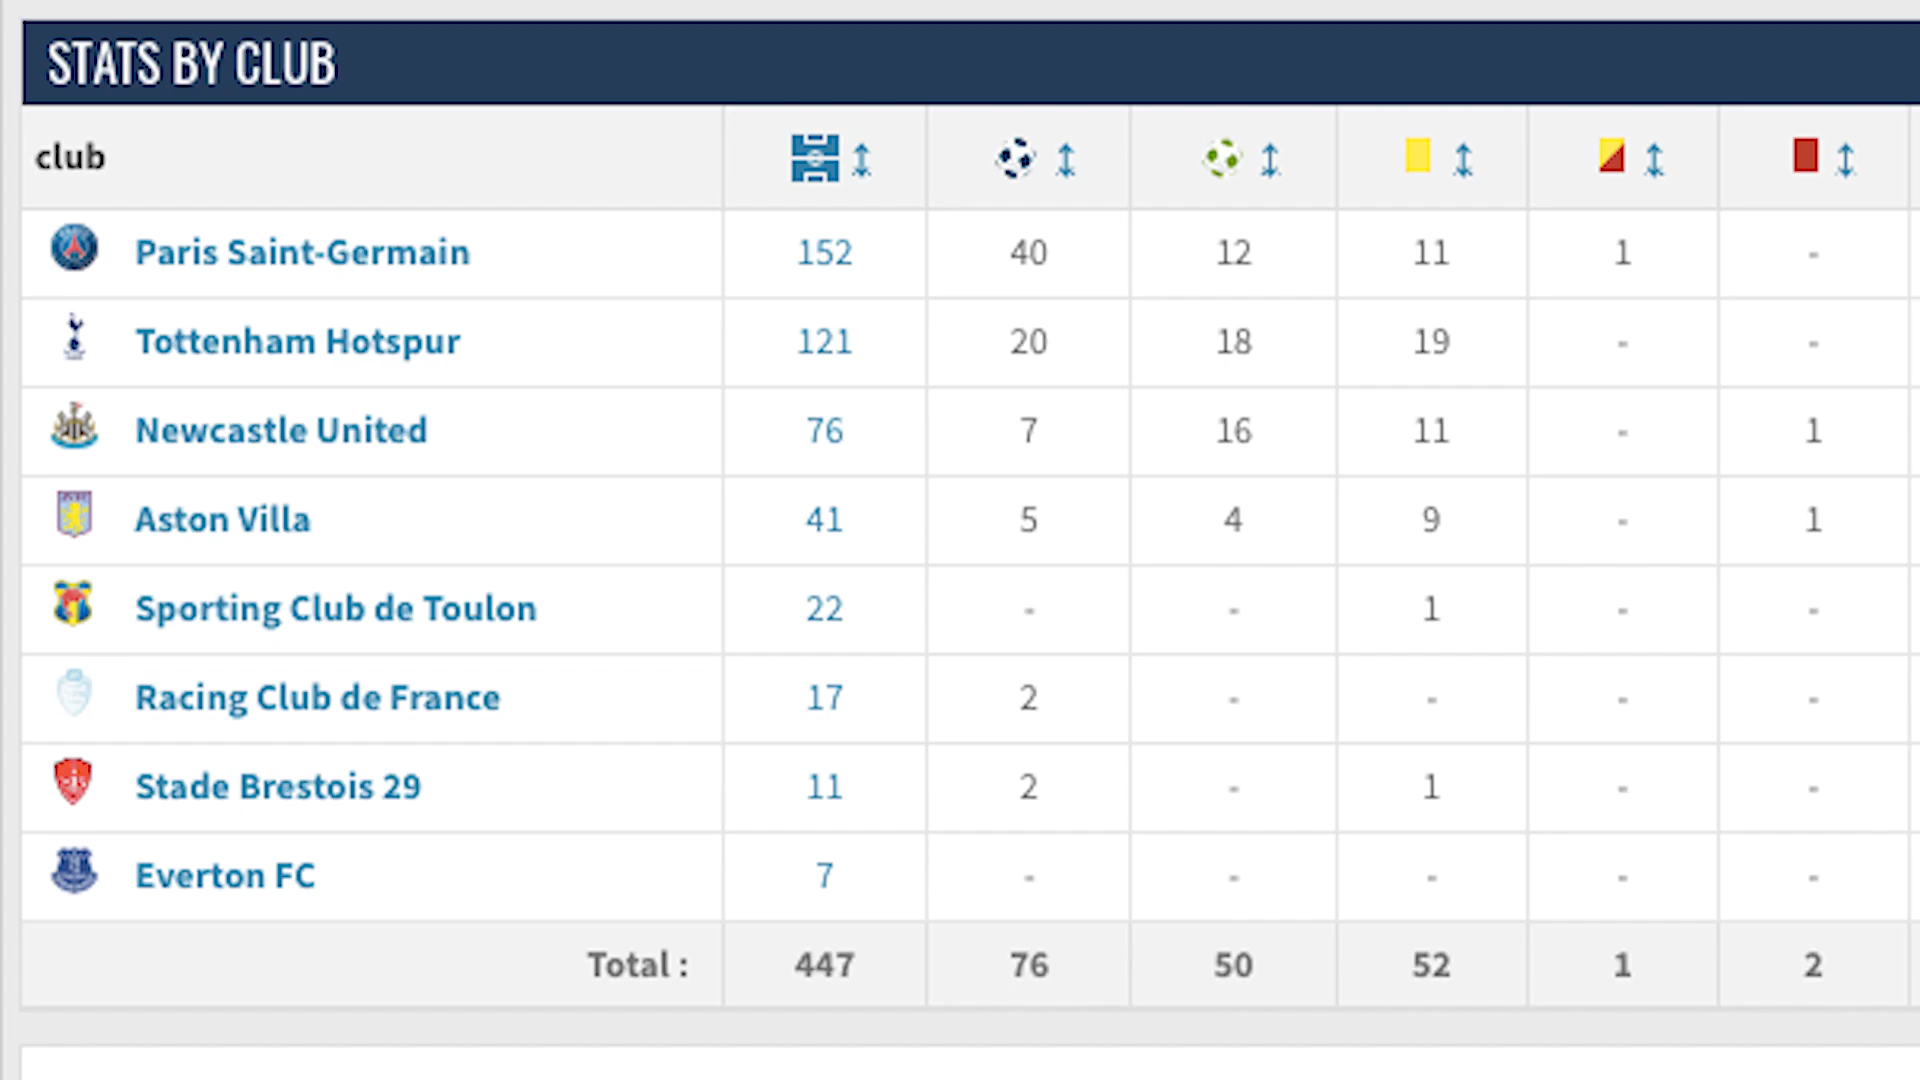 STATS BY CLUB
club
Paris Saint-Germain 152 40 12 11 1 -
Tottenham Hotspur 121 20 18 19 - -
Newcastle United 76 7 16 11 - 1
Aston Villa 41 5 4 9 - 1
Sporting Club de Toulon 22 - - 1 - -
Racing Club de France 17 2 - - - -
Stade Brestois 29 11 2 - 1 - -
Everton FC 7 - - - - -
Total : 447 76 50 52 1 2